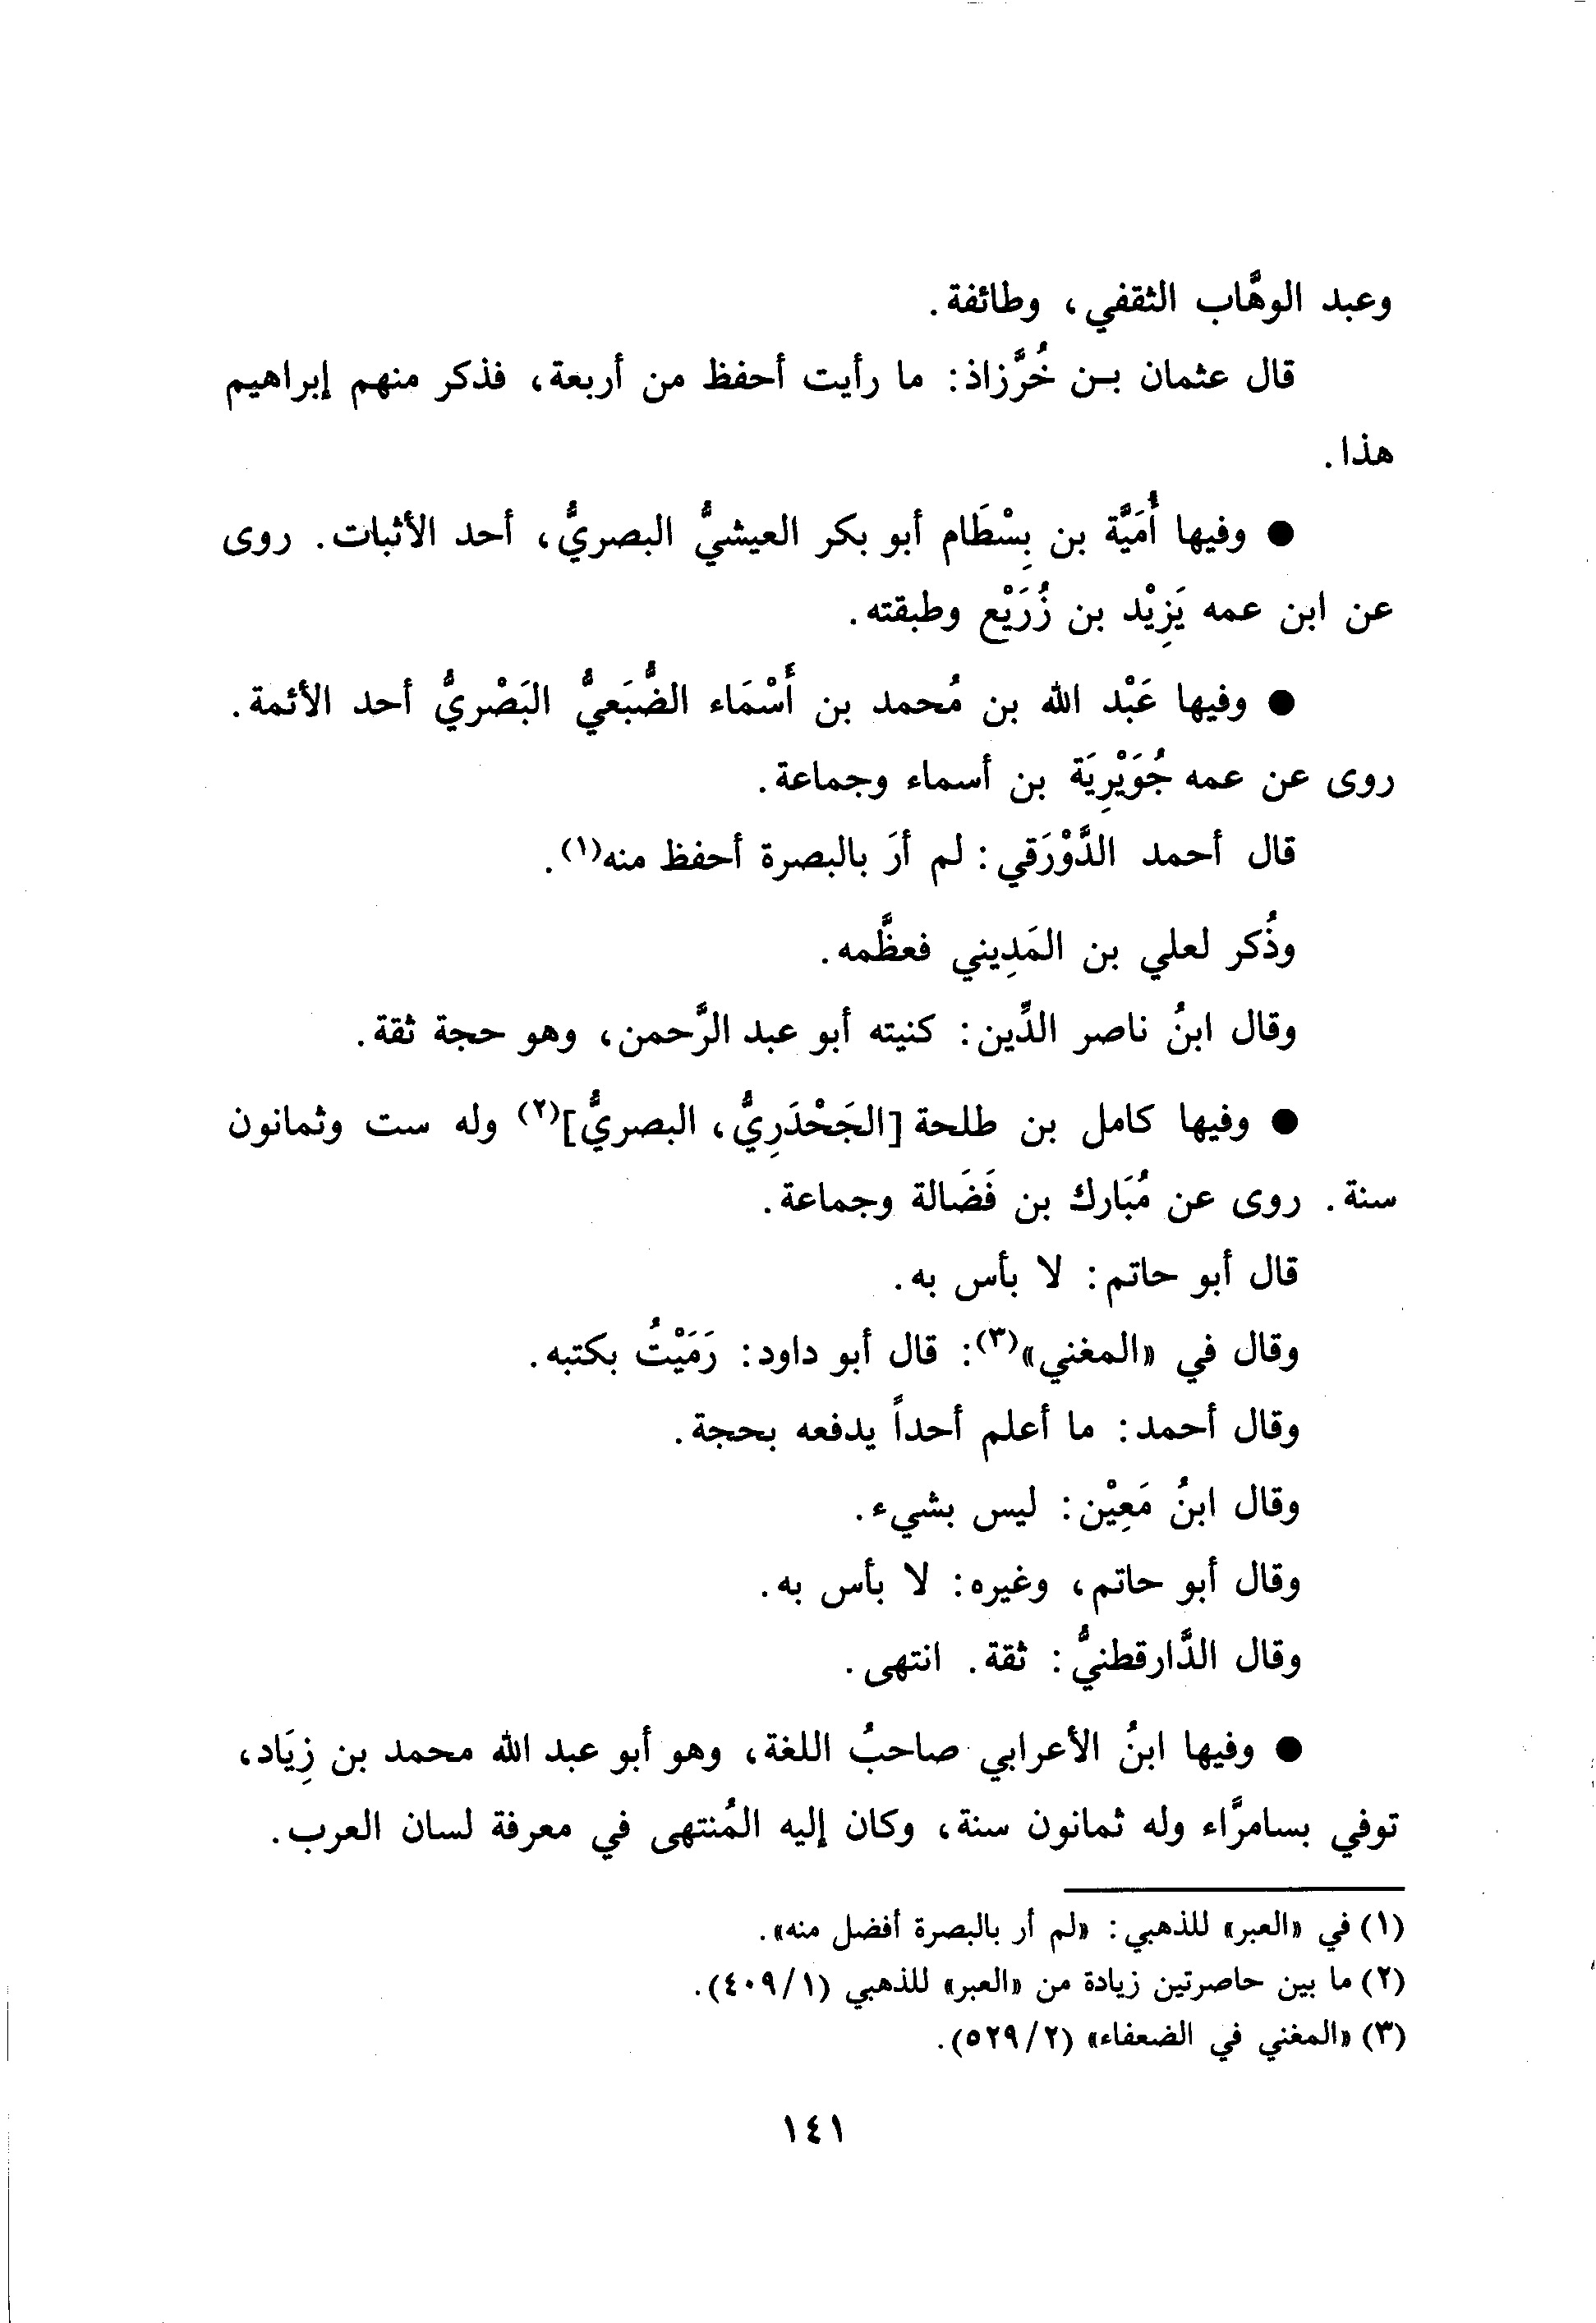 وعبد الوهَّاب الثقفي، وطائفة.
قال عثمان بن خُرَّزاذ: ما رأيت أحفظ من أربعة، فذكر منهم إبراهيم
هذا.
● وفيها أُمَيَّة بن بِسْطَام أبو بكر العيشيُّ البصريُّ، أحد الأثبات. روى
عن ابن عمه يَزِيْد بن زُرَيْع وطبقته.
● وفيها عَبْد الله بن مُحمد بن أَسْمَاء الضُّبَعيُّ البَصْريُّ أحد الأئمة.
روى عن عمه جُوَيْرِيَة بن أسماء وجماعة.
قال أحمد الدَّوْرَقي: لم أرَ بالبصرة أحفظ منه(١).
وذُكر لعلي بن المَدِيني فعظَّمه.
وقال ابنُ ناصر الدِّين: كنيته أبو عبد الرَّحمن، وهو حجة ثقة.
● وفيها كامل بن طلحة [الجَحْدَرِيُّ، البصريُّ](٢) وله ست وثمانون
سنة. روى عن مُبَارك بن فَضَالة وجماعة.
قال أبو حاتم: لا بأس به.
وقال في «المغني»(٣): قال أبو داود: رَمَيْتُ بكتبه.
وقال أحمد: ما أعلم أحداً يدفعه بحجة.
وقال ابنُ مَعِيْن: ليس بشيء.
وقال أبو حاتم، وغيره: لا بأس به.
وقال الدَّارقطنيُّ: ثقة. انتهى.
● وفيها ابنُ الأعرابي صاحبُ اللغة، وهو أبو عبد الله محمد بن زِيَاد،
توفي بسامرَّاء وله ثمانون سنة، وكان إليه المُنتهى في معرفة لسان العرب.
(١) في «العبر» للذهبي: «لم أر بالبصرة أفضل منه».
(٢) ما بين حاصرتين زيادة من «العبر» للذهبي (١/٤٠٩).
(٣) «المغني في الضعفاء» (٢/٥٢٩).
١٤١